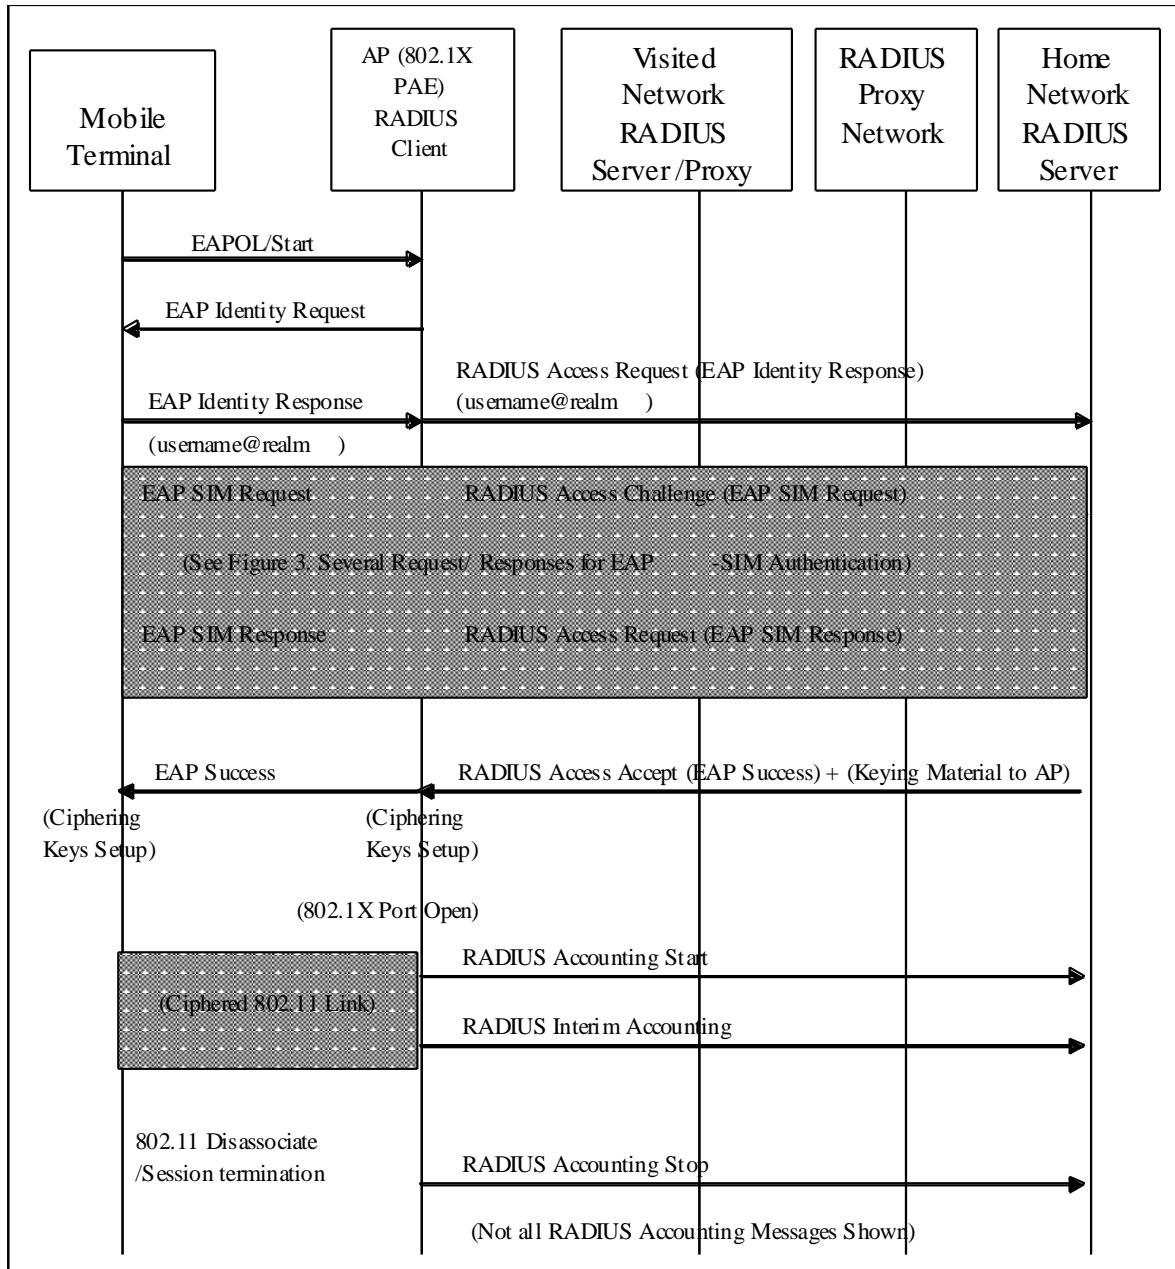 Mobile
Terminal
AP (802.1X
PAE)
RADIUS
Client
Visited
Network
RADIUS
Server/Proxy
RADIUS
Proxy
Network
Home
Network
RADIUS
Server
EAPOL/Start
EAP Identity Request
RADIUS Access Request (EAP Identity Response)
(username@realm )
EAP Identity Response
(username@realm )
EAP SIM Request
RADIUS Access Challenge (EAP SIM Request)
(See Figure 3. Several Request/ Responses for EAP -SIM Authentication)
EAP SIM Response
RADIUS Access Request (EAP SIM Response)
EAP Success
RADIUS Access Accept (EAP Success) + (Keying Material to AP)
(Ciphering
Keys Setup)
(Ciphering
Keys Setup)
(802.1X Port Open)
RADIUS Accounting Start
(Ciphered 802.11 Link)
RADIUS Interim Accounting
802.11 Disassociate
/Session termination
RADIUS Accounting Stop
(Not all RADIUS Accounting Messages Shown)